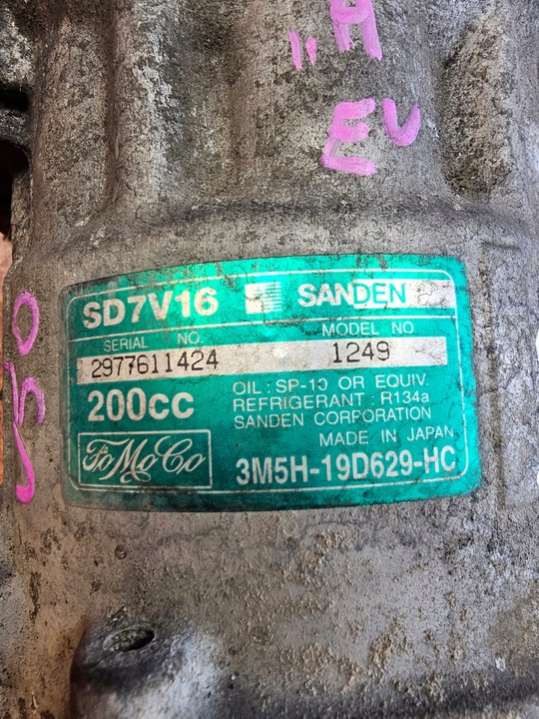 "H
EU
SD7V16 SANDEN
SERIAL NO. MODEL NO.
2977611424 1249
200cc
OIL : SP-10 OR EQUIV.
REFRIGERANT : R134a
SANDEN CORPORATION
MADE IN JAPAN
FoMoCo
3M5H-19D629-HC